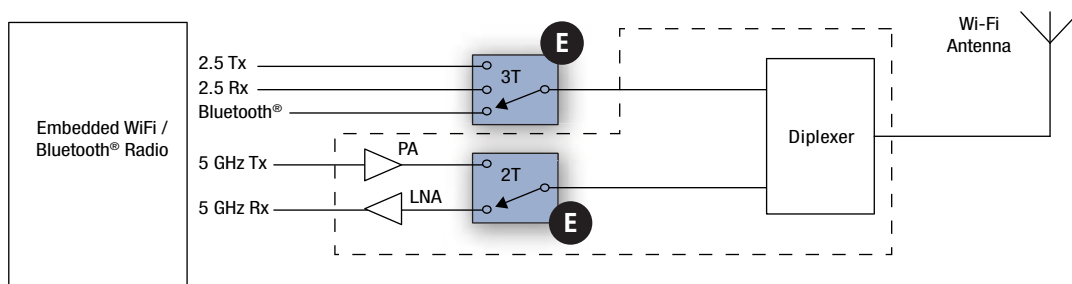 Embedded WiFi /
Bluetooth® Radio
2.5 Tx
2.5 Rx
Bluetooth®
5 GHz Tx
5 GHz Rx
PA
LNA
3T
E
2T
E
Diplexer
Wi-Fi
Antenna